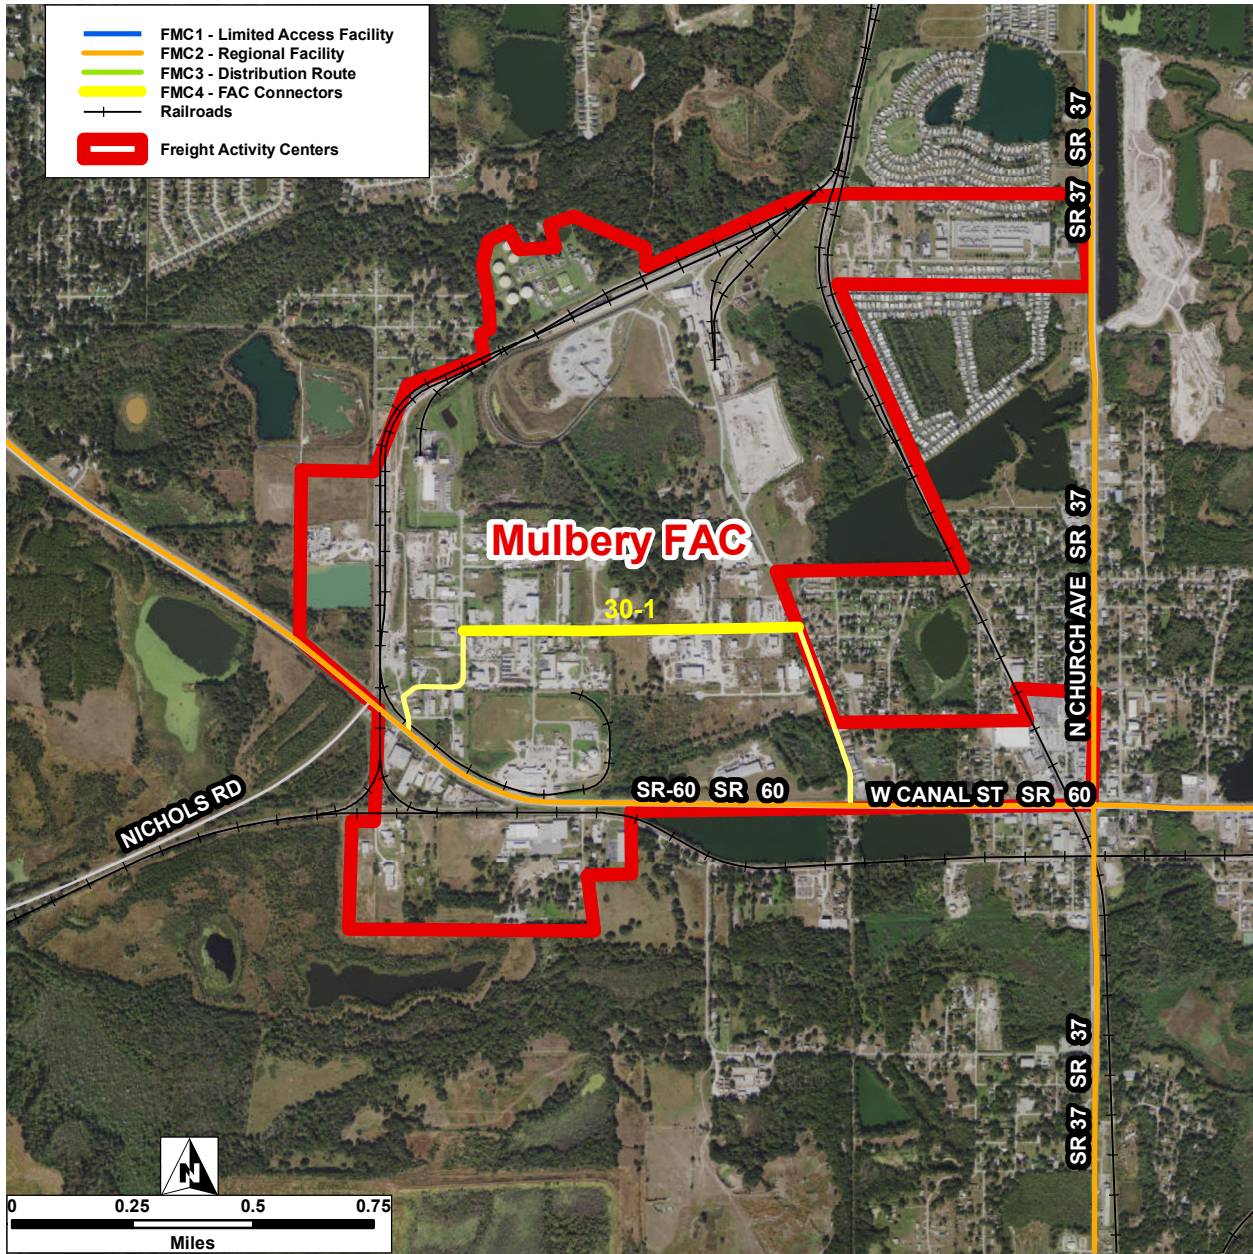 FMC1 - Limited Access Facility
FMC2 - Regional Facility
FMC3 - Distribution Route
FMC4 - FAC Connectors
Railroads
Freight Activity Centers
SR 37
SR 37
Mulbery FAC
30-1
N CHURCH AVE SR 37
NICHOLS RD
SR-60 SR 60
W CANAL ST SR 60
SR 37 SR 37
N
0 0.25 0.5 0.75
Miles